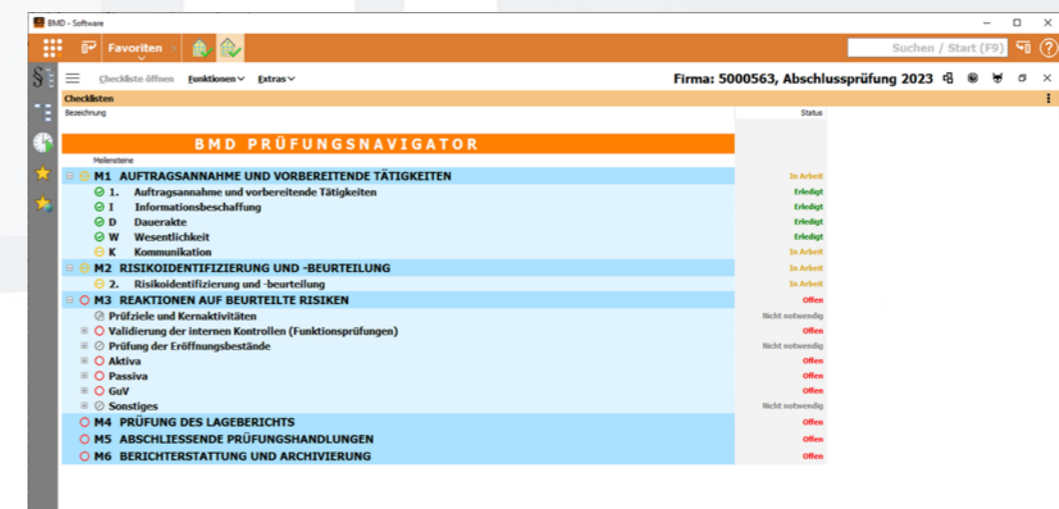 BMD - Software
Favoriten
Suchen / Start (F9)
Checkliste öffnen Funktionen Extras Firma: 5000563, Abschlussprüfung 2023
Checklisten
Bezeichnung Status
BMD PRÜFUNGSNAVIGATOR
Meilensteine
M1 AUFTRAGSANNAHME UND VORBEREITENDE TÄTIGKEITEN In Arbeit
1. Auftragsannahme und vorbereitende Tätigkeiten Erledigt
I Informationsbeschaffung Erledigt
D Dauerakte Erledigt
W Wesentlichkeit Erledigt
K Kommunikation In Arbeit
M2 RISIKOIDENTIFIZIERUNG UND -BEURTEILUNG In Arbeit
2. Risikoidentifizierung und -beurteilung In Arbeit
M3 REAKTIONEN AUF BEURTEILTE RISIKEN Offen
Prüfziele und Kernaktivitäten Nicht notwendig
Validierung der internen Kontrollen (Funktionsprüfungen) Offen
Prüfung der Eröffnungsbestände Nicht notwendig
Aktiva Offen
Passiva Offen
GuV Offen
Sonstiges Nicht notwendig
M4 PRÜFUNG DES LAGEBERICHTS Offen
M5 ABSCHLIESSENDE PRÜFUNGSHANDLUNGEN Offen
M6 BERICHTERSTATTUNG UND ARCHIVIERUNG Offen